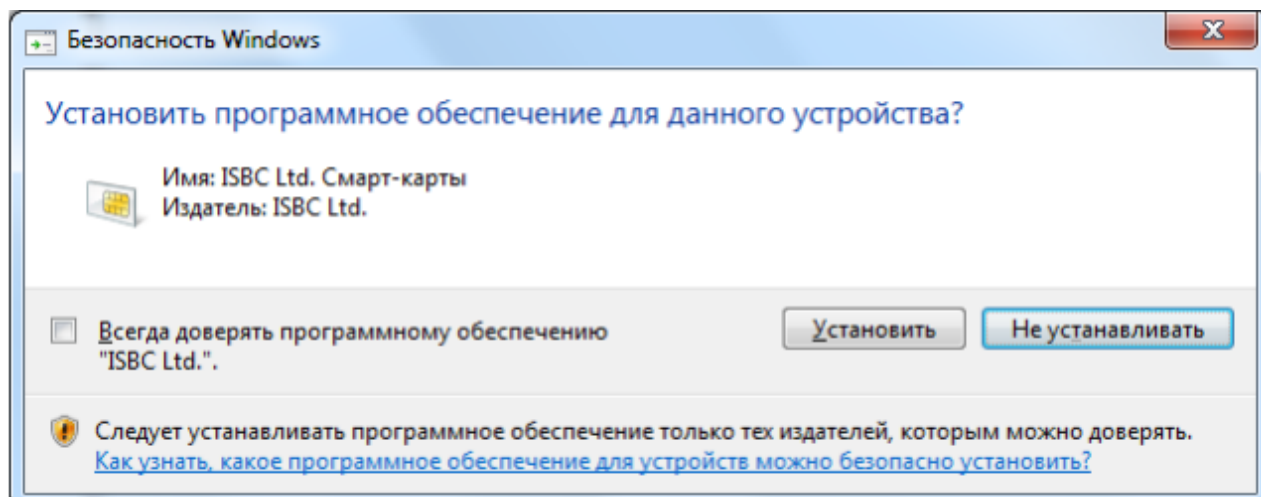 Безопасность Windows
Установить программное обеспечение для данного устройства?
Имя: ISBC Ltd. Смарт-карты
Издатель: ISBC Ltd.
Всегда доверять программному обеспечению
"ISBC Ltd.".
Установить
Не устанавливать
Следует устанавливать программное обеспечение только тех издателей, которым можно доверять.
Как узнать, какое программное обеспечение для устройств можно безопасно установить?